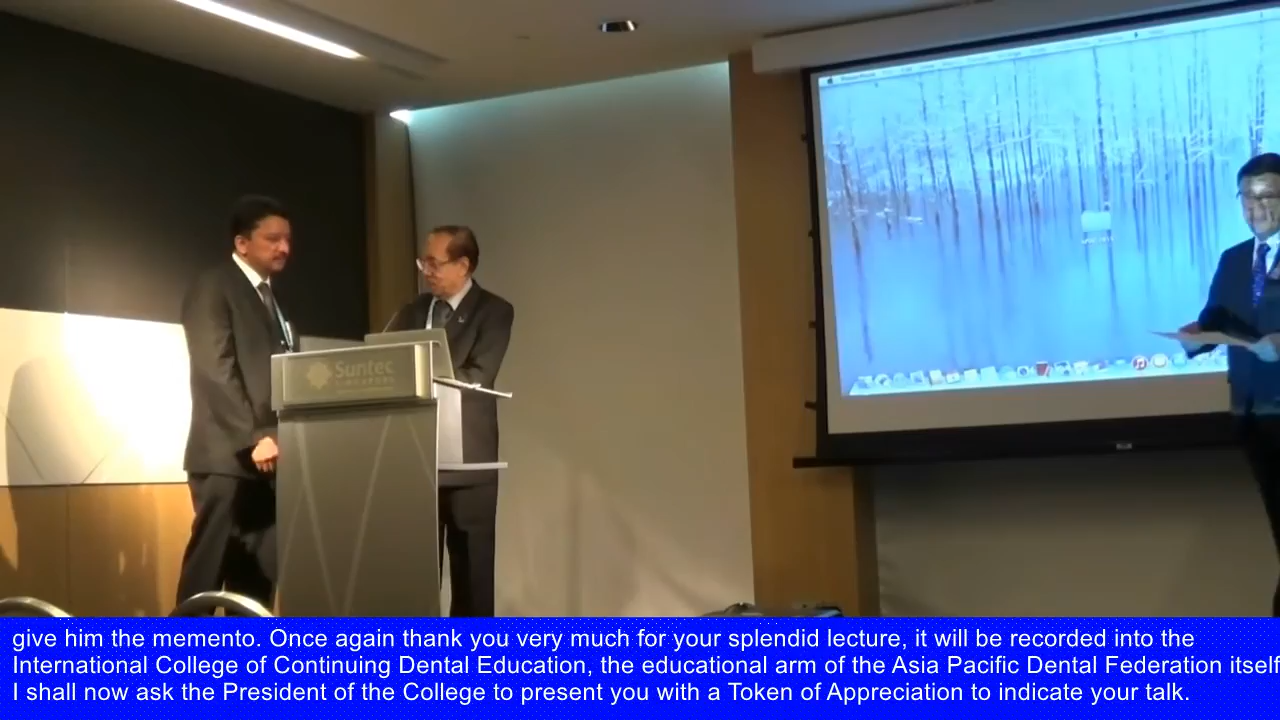 Suntec
SINGAPORE
give him the memento. Once again thank you very much for your splendid lecture, it will be recorded into the
International College of Continuing Dental Education, the educational arm of the Asia Pacific Dental Federation itself
I shall now ask the President of the College to present you with a Token of Appreciation to indicate your talk.